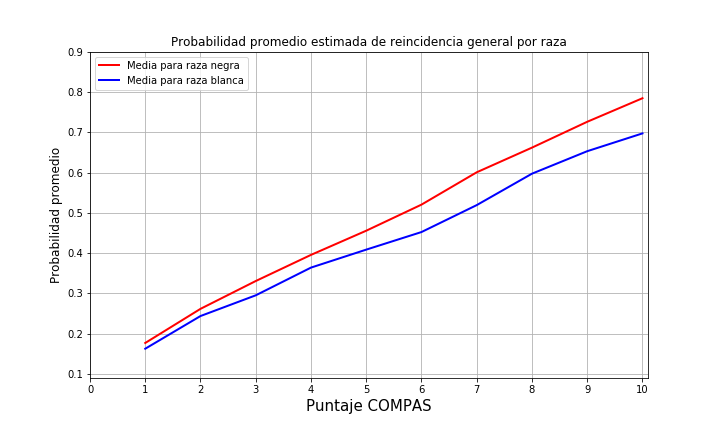 Probabilidad promedio estimada de reincidencia general por raza
Media para raza negra
Media para raza blanca
Probabilidad promedio
0.9
0.8
0.7
0.6
0.5
0.4
0.3
0.2
0.1
0 1 2 3 4 5 6 7 8 9 10
Puntaje COMPAS